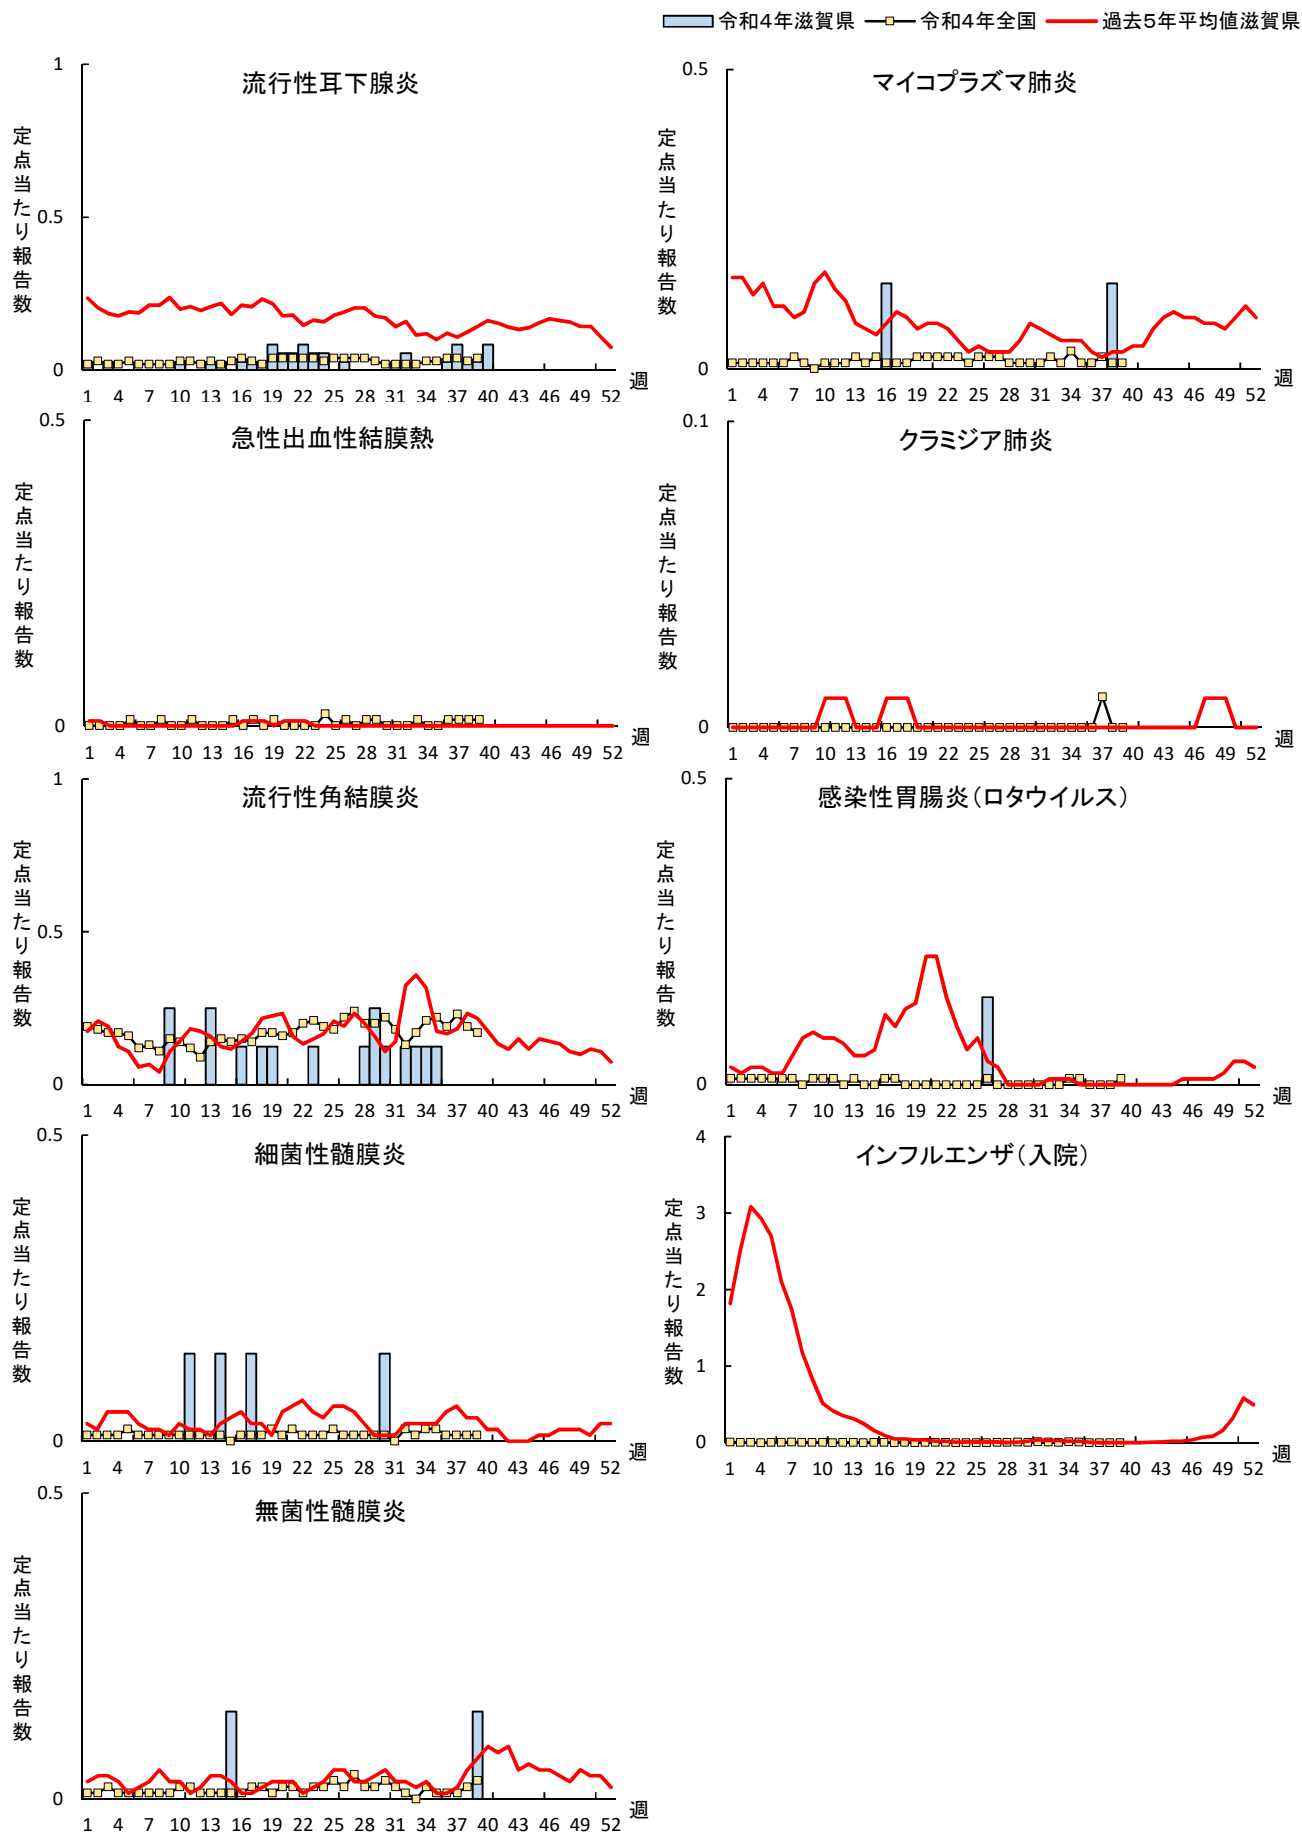 令和4年滋賀県 令和4年全国 過去5年平均値滋賀県
流行性耳下腺炎
定点当たり報告数
1
0.5
0
1 4 7 10 13 16 19 22 25 28 31 34 37 40 43 46 49 52 週
マイコプラズマ肺炎
定点当たり報告数
0.5
0
1 4 7 10 13 16 19 22 25 28 31 34 37 40 43 46 49 52 週
急性出血性結膜熱
定点当たり報告数
0.5
0
1 4 7 10 13 16 19 22 25 28 31 34 37 40 43 46 49 52 週
クラミジア肺炎
定点当たり報告数
0.1
0
1 4 7 10 13 16 19 22 25 28 31 34 37 40 43 46 49 52 週
流行性角結膜炎
定点当たり報告数
1
0.5
0
1 4 7 10 13 16 19 22 25 28 31 34 37 40 43 46 49 52 週
感染性胃腸炎（ロタウイルス）
定点当たり報告数
0.5
0
1 4 7 10 13 16 19 22 25 28 31 34 37 40 43 46 49 52 週
細菌性髄膜炎
定点当たり報告数
0.5
0
1 4 7 10 13 16 19 22 25 28 31 34 37 40 43 46 49 52 週
インフルエンザ（入院）
定点当たり報告数
4
3
2
1
0
1 4 7 10 13 16 19 22 25 28 31 34 37 40 43 46 49 52 週
無菌性髄膜炎
定点当たり報告数
0.5
0
1 4 7 10 13 16 19 22 25 28 31 34 37 40 43 46 49 52 週